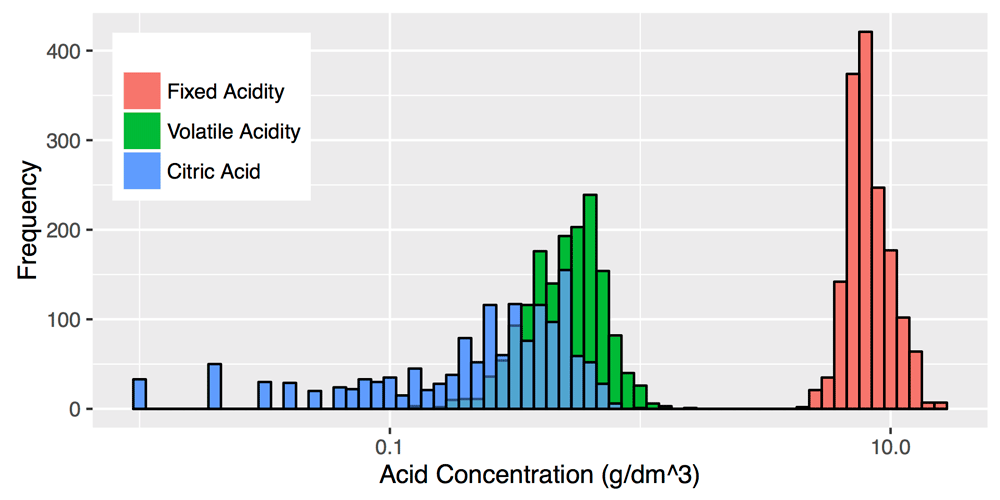 Fixed Acidity
Volatile Acidity
Citric Acid
Frequency
400
300
200
100
0
0.1
10.0
Acid Concentration (g/dm^3)